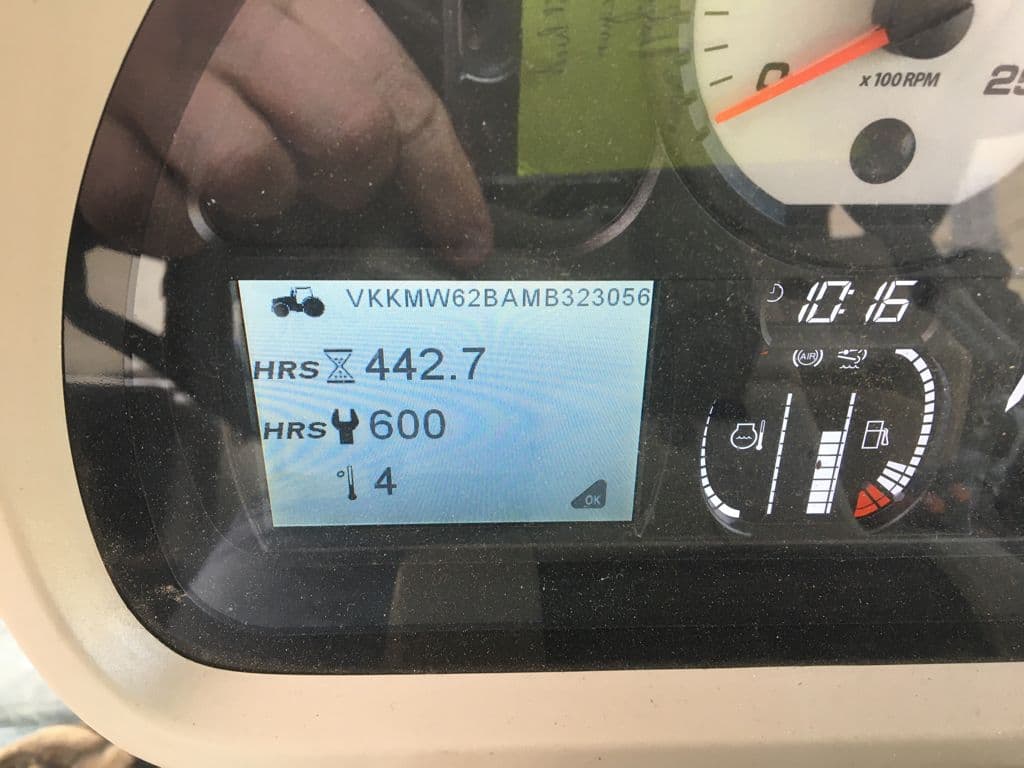 0
x 100 RPM
25
VKKMW62BAMB323056
10:16
HRS 442.7
(AIR)
HRS 600
° 4
OK